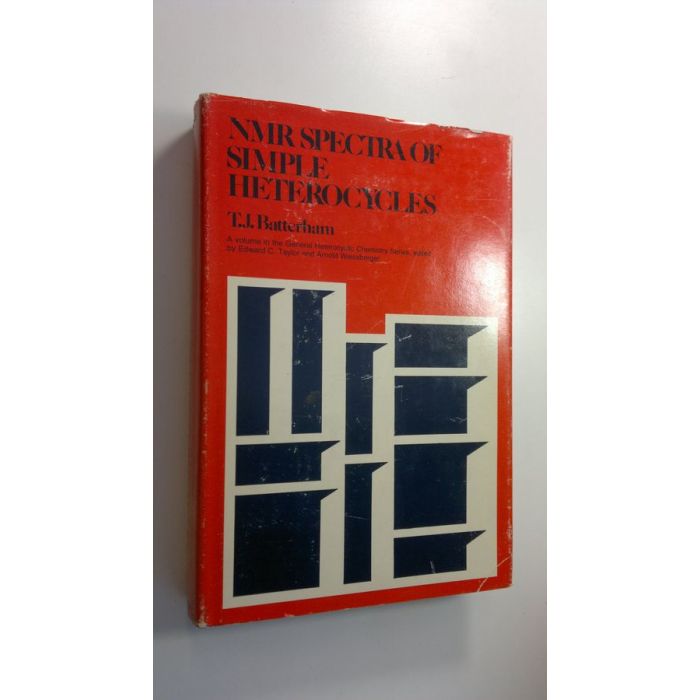 NMR SPECTRA OF
SIMPLE
HETEROCYCLES
T.J. Batterham
A volume in the General Heterocyclic Chemistry Series, edited
by Edward C. Taylor and Arnold Weissberger